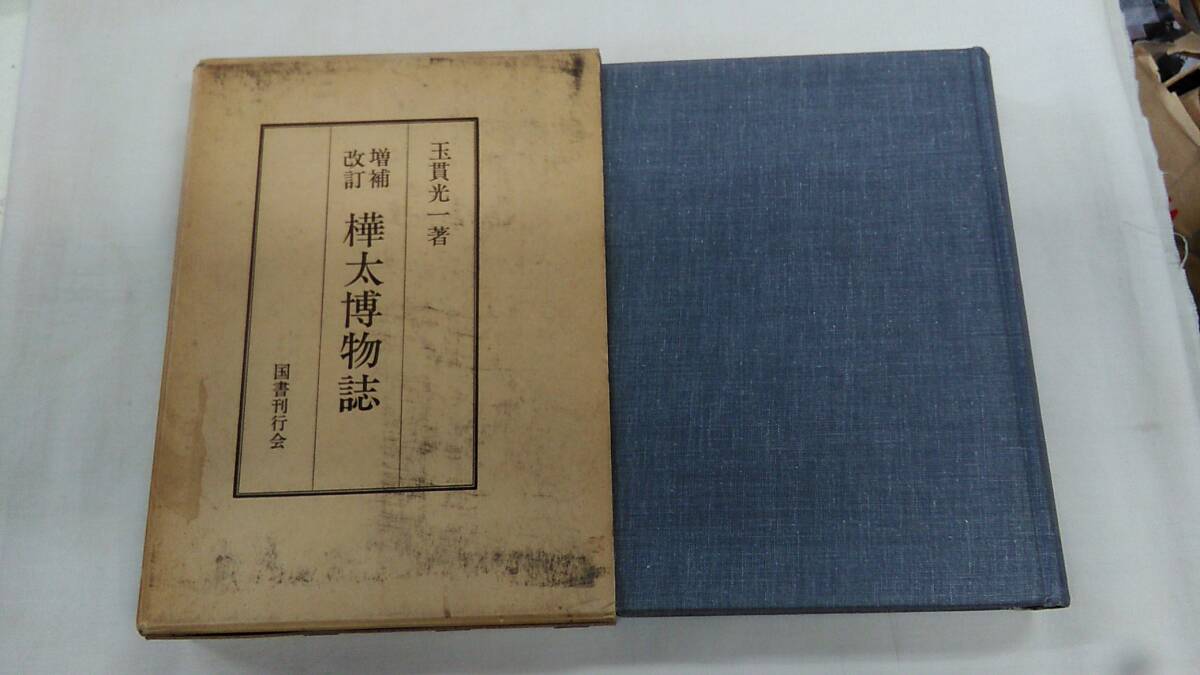 玉貫光一著
増補
改訂
樺太博物誌
国書刊行会